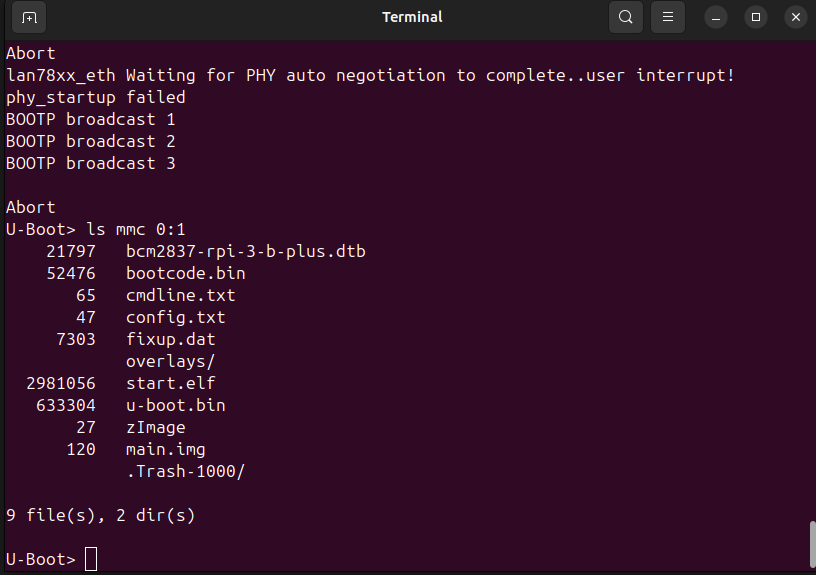 Terminal
Abort
lan78xx_eth Waiting for PHY auto negotiation to complete..user interrupt!
phy_startup failed
BOOTP broadcast 1
BOOTP broadcast 2
BOOTP broadcast 3
Abort
U-Boot> ls mmc 0:1
21797   bcm2837-rpi-3-b-plus.dtb
52476   bootcode.bin
65   cmdline.txt
47   config.txt
7303   fixup.dat
overlays/
2981056   start.elf
633304   u-boot.bin
27   zImage
120   main.img
.Trash-1000/
9 file(s), 2 dir(s)
U-Boot>